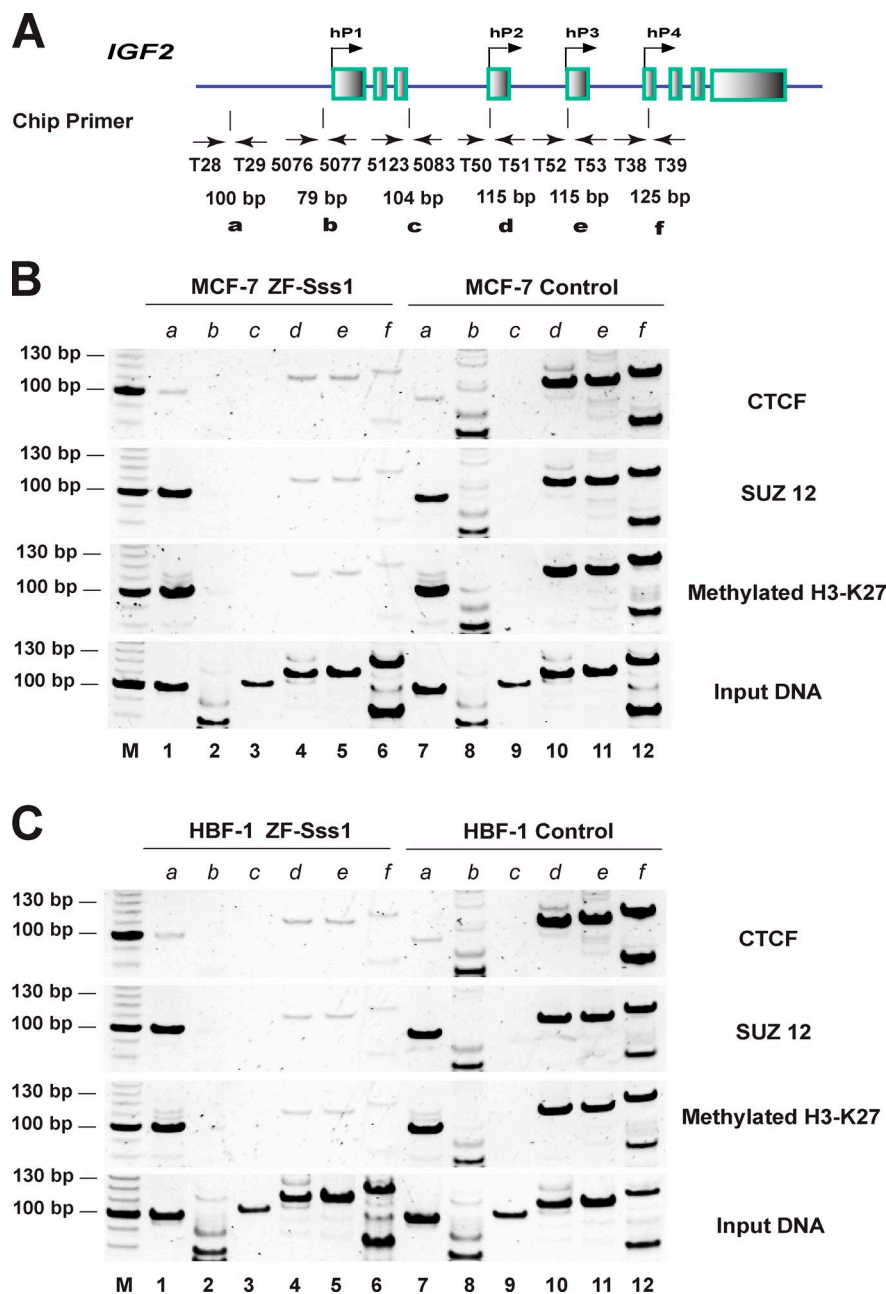 A
IGF2
hP1 hP2 hP3 hP4
Chip Primer
T28 T29 5076 5077 5123 5083 T50 T51 T52 T53 T38 T39
100 bp 79 bp 104 bp 115 bp 115 bp 125 bp
a b c d e f
B
MCF-7 ZF-Sss1 MCF-7 Control
a b c d e f a b c d e f
130 bp
100 bp
CTCF
130 bp
100 bp
SUZ 12
130 bp
100 bp
Methylated H3-K27
130 bp
100 bp
Input DNA
M 1 2 3 4 5 6 7 8 9 10 11 12
C
HBF-1 ZF-Sss1 HBF-1 Control
a b c d e f a b c d e f
130 bp
100 bp
CTCF
130 bp
100 bp
SUZ 12
130 bp
100 bp
Methylated H3-K27
130 bp
100 bp
Input DNA
M 1 2 3 4 5 6 7 8 9 10 11 12